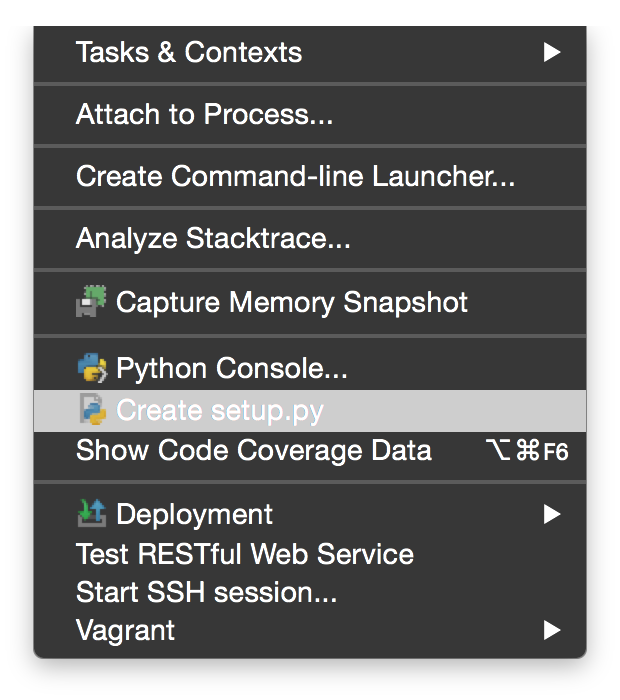 Tasks & Contexts
Attach to Process...
Create Command-line Launcher...
Analyze Stacktrace...
Capture Memory Snapshot
Python Console...
Create setup.py
Show Code Coverage Data ⌥⌘F6
Deployment
Test RESTful Web Service
Start SSH session...
Vagrant